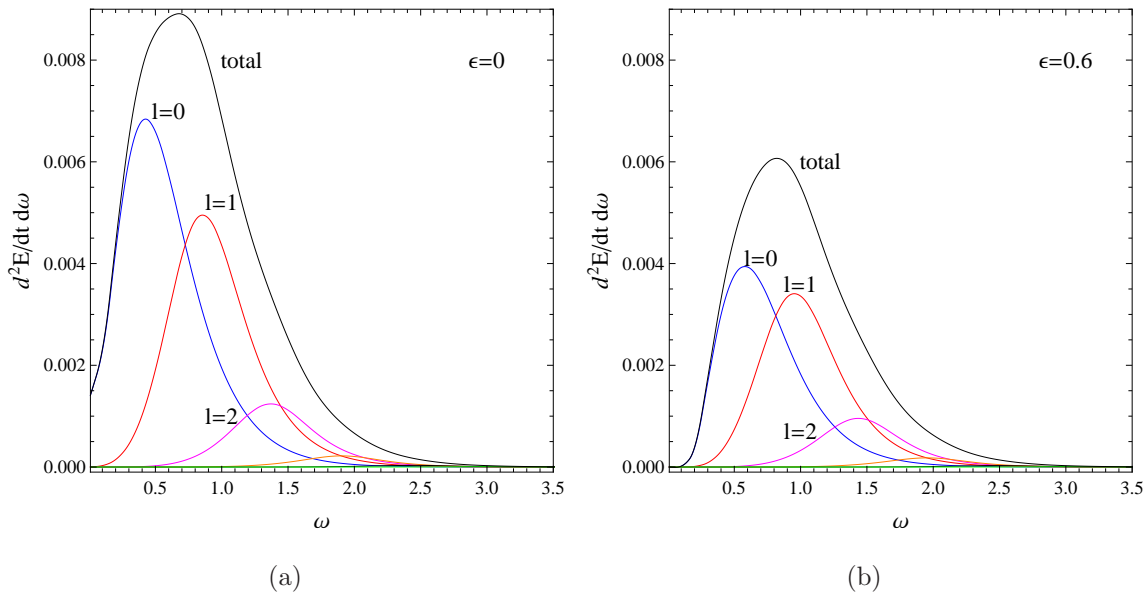 total
ϵ=0
l=0
l=1
l=2
d²E/dt dω
0.008
0.006
0.004
0.002
0.000
0.5 1.0 1.5 2.0 2.5 3.0 3.5
ω
(a)
total
ϵ=0.6
l=0
l=1
l=2
d²E/dt dω
0.008
0.006
0.004
0.002
0.000
0.5 1.0 1.5 2.0 2.5 3.0 3.5
ω
(b)